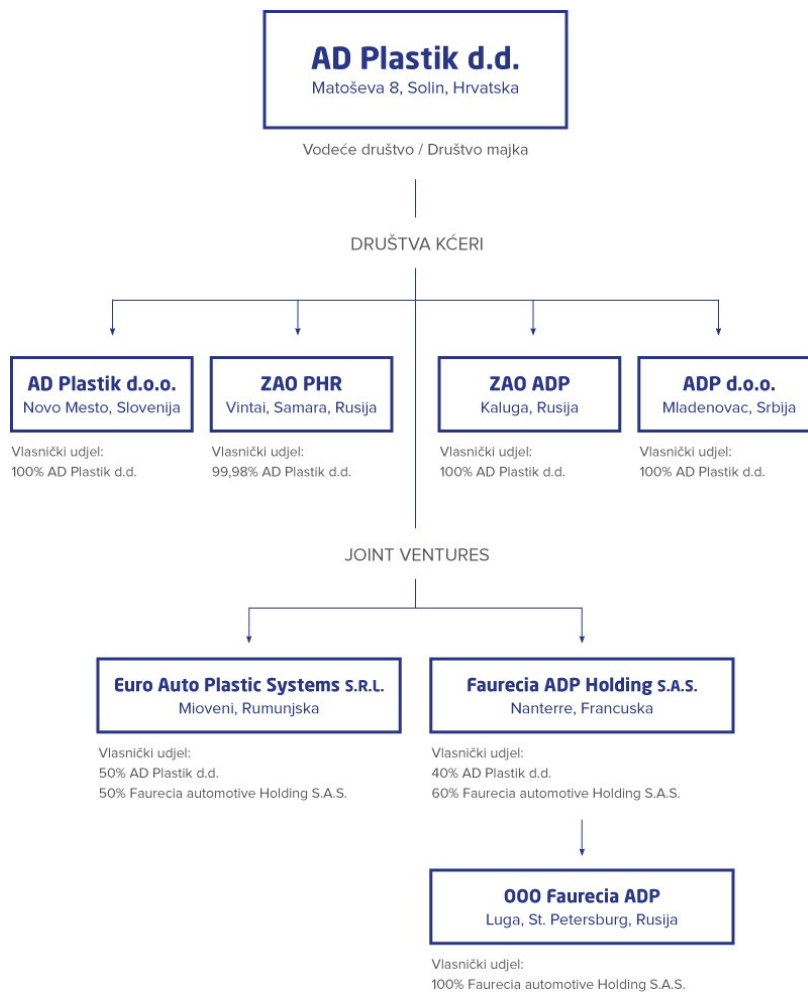 AD Plastik d.d.
Matoševa 8, Solin, Hrvatska
Vodeće društvo / Društvo majka
DRUŠTVA KĆERI
AD Plastik d.o.o.
Novo Mesto, Slovenija
Vlasnički udjel:
100% AD Plastik d.d.
ZAO PHR
Vintai, Samara, Rusija
Vlasnički udjel:
99,98% AD Plastik d.d.
ZAO ADP
Kaluga, Rusija
Vlasnički udjel:
100% AD Plastik d.d.
ADP d.o.o.
Mladenovac, Srbija
Vlasnički udjel:
100% AD Plastik d.d.
JOINT VENTURES
Euro Auto Plastic Systems S.R.L.
Mioveni, Rumunjska
Vlasnički udjel:
50% AD Plastik d.d.
50% Faurecia automotive Holding S.A.S.
Faurecia ADP Holding S.A.S.
Nanterre, Francuska
Vlasnički udjel:
40% AD Plastik d.d.
60% Faurecia automotive Holding S.A.S.
OOO Faurecia ADP
Luga, St. Petersburg, Rusija
Vlasnički udjel:
100% Faurecia automotive Holding S.A.S.